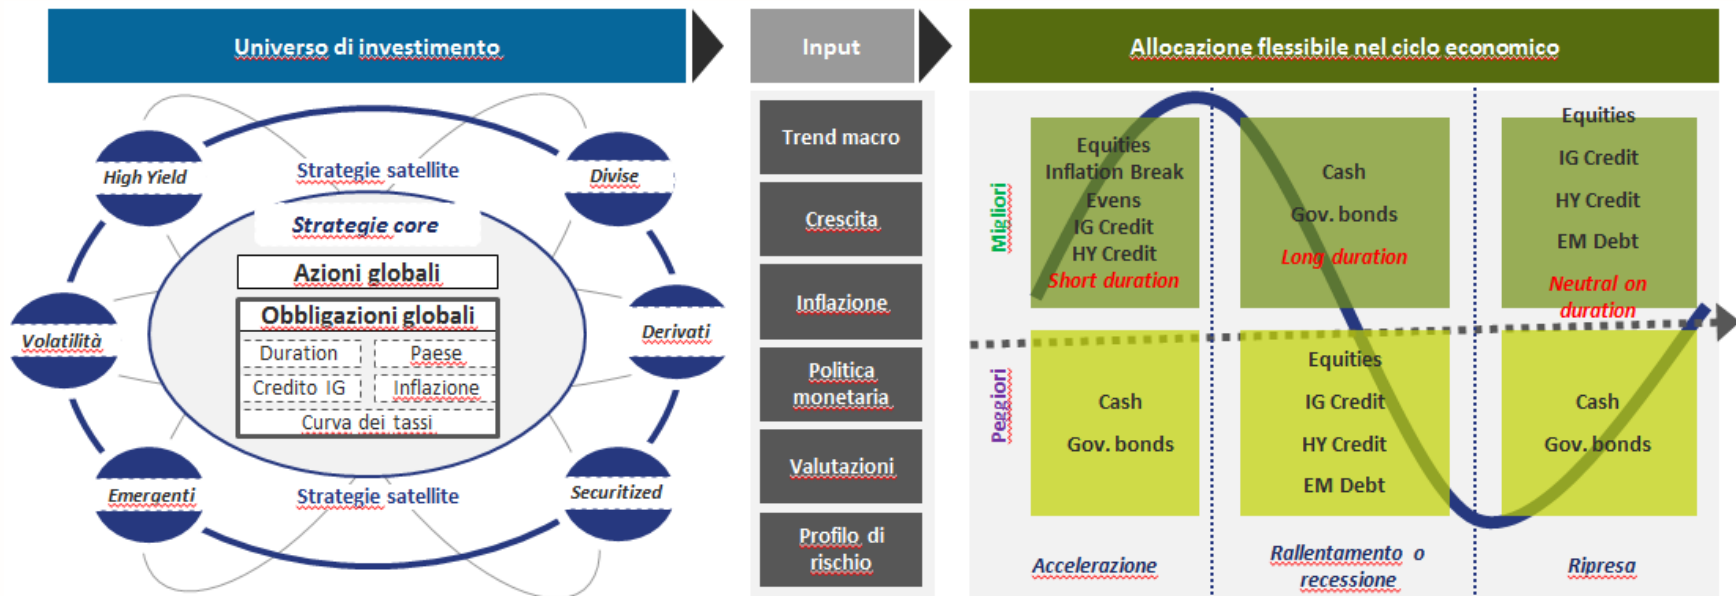 Universo di investimento
Input
Allocazione flessibile nel ciclo economico
High Yield
Strategie satellite
Divise
Strategie core
Azioni globali
Obbligazioni globali
Duration
Paese
Credito IG
Inflazione
Curva dei tassi
Volatilità
Derivati
Emergenti
Strategie satellite
Securitized
Trend macro
Crescita
Inflazione
Politica
monetaria
Valutazioni
Profilo di
rischio
Migliori
Equities
Inflation Break
Evens
IG Credit
HY Credit
Short duration
Cash
Gov. bonds
Long duration
Equities
IG Credit
HY Credit
EM Debt
Neutral on
duration
Peggiori
Cash
Gov. bonds
Equities
IG Credit
HY Credit
EM Debt
Cash
Gov. bonds
Accelerazione
Rallentamento o
recessione
Ripresa